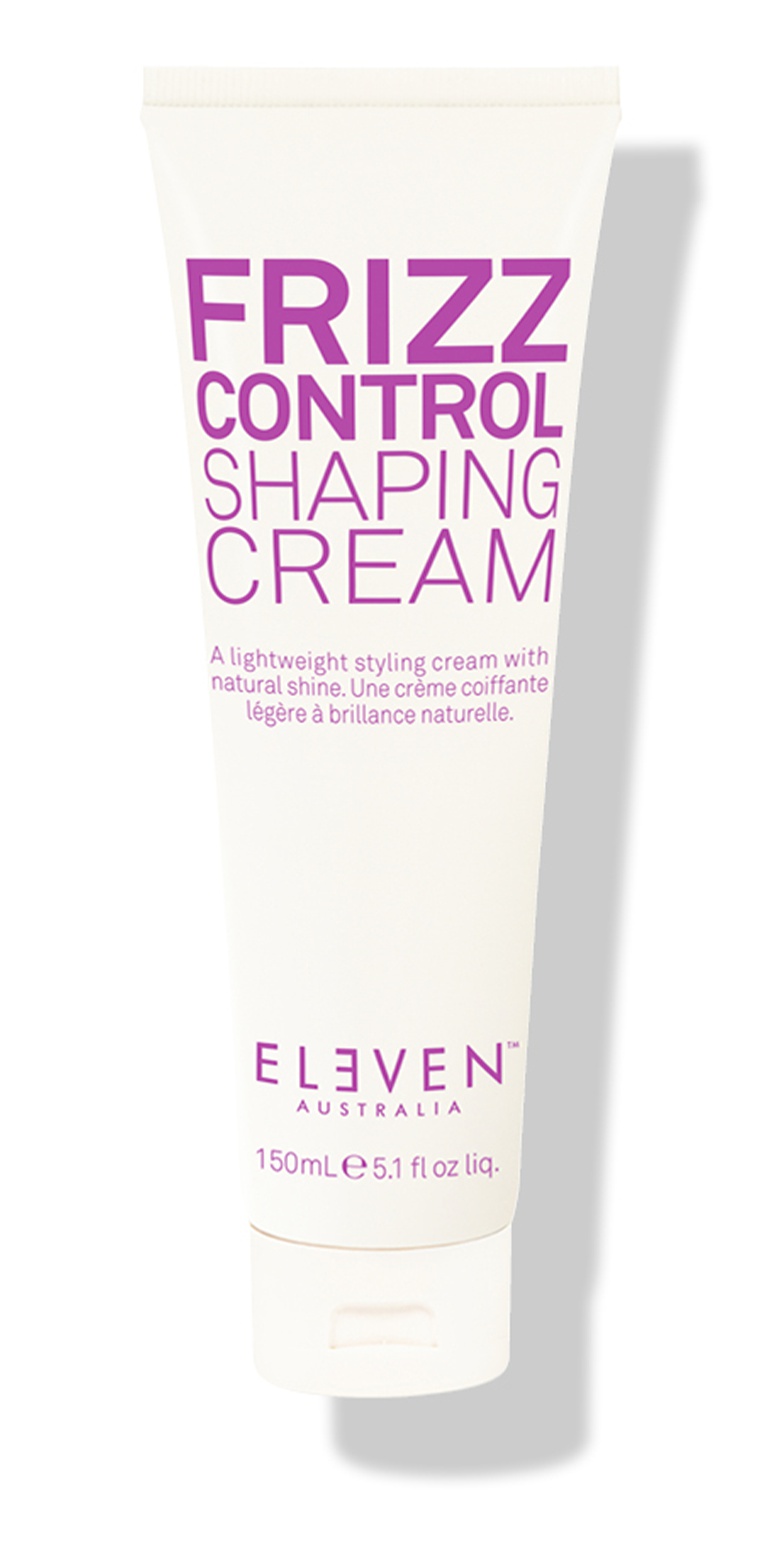 FRIZZ
CONTROL
SHAPING
CREAM
A lightweight styling cream with
natural shine. Une crème coiffante
légère à brillance naturelle.
ELƎVEN™
AUSTRALIA
150mL℮5.1 fl oz liq.